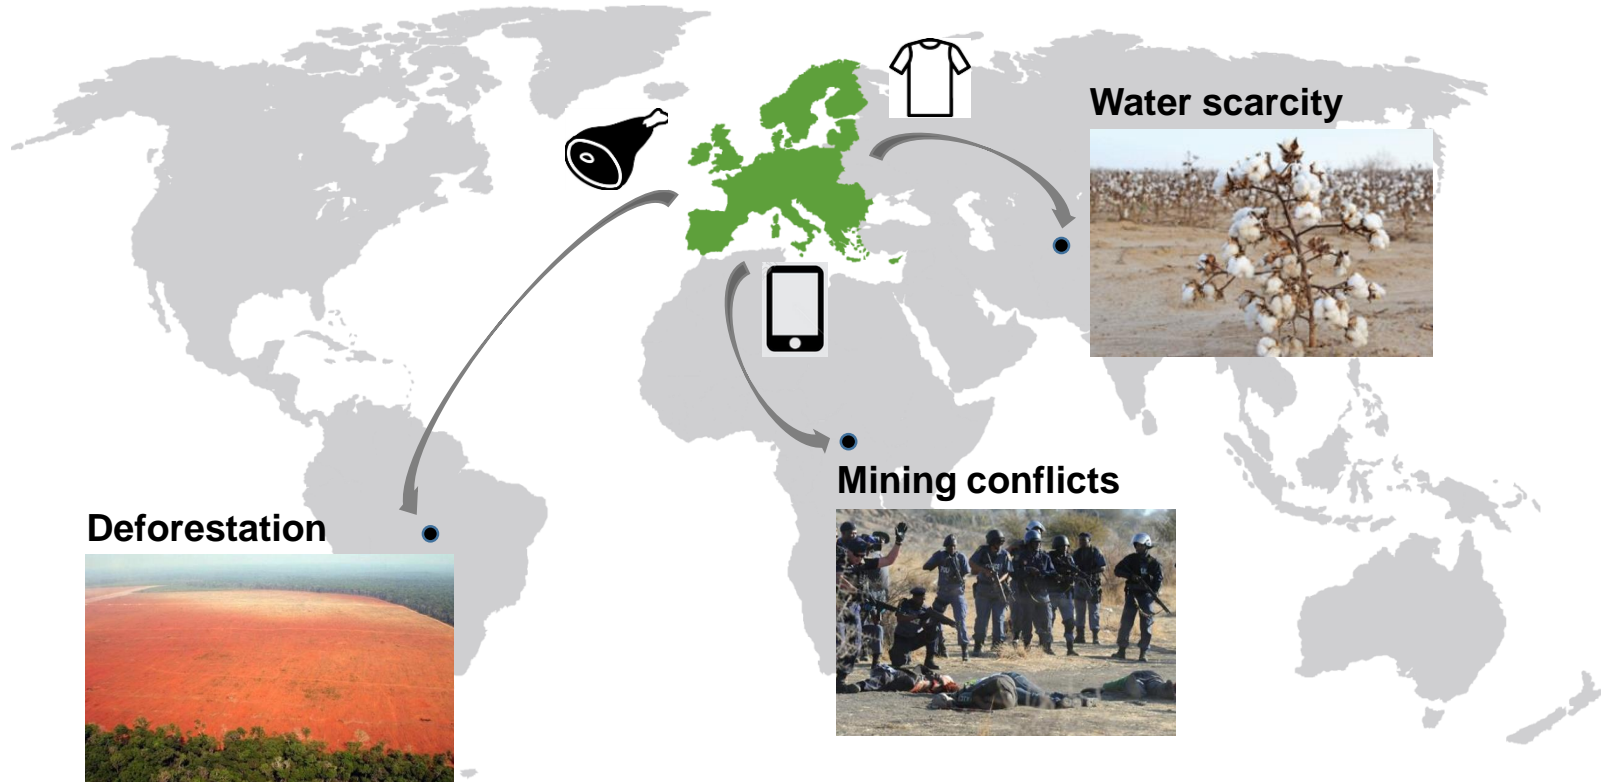 Water scarcity
Mining conflicts
Deforestation